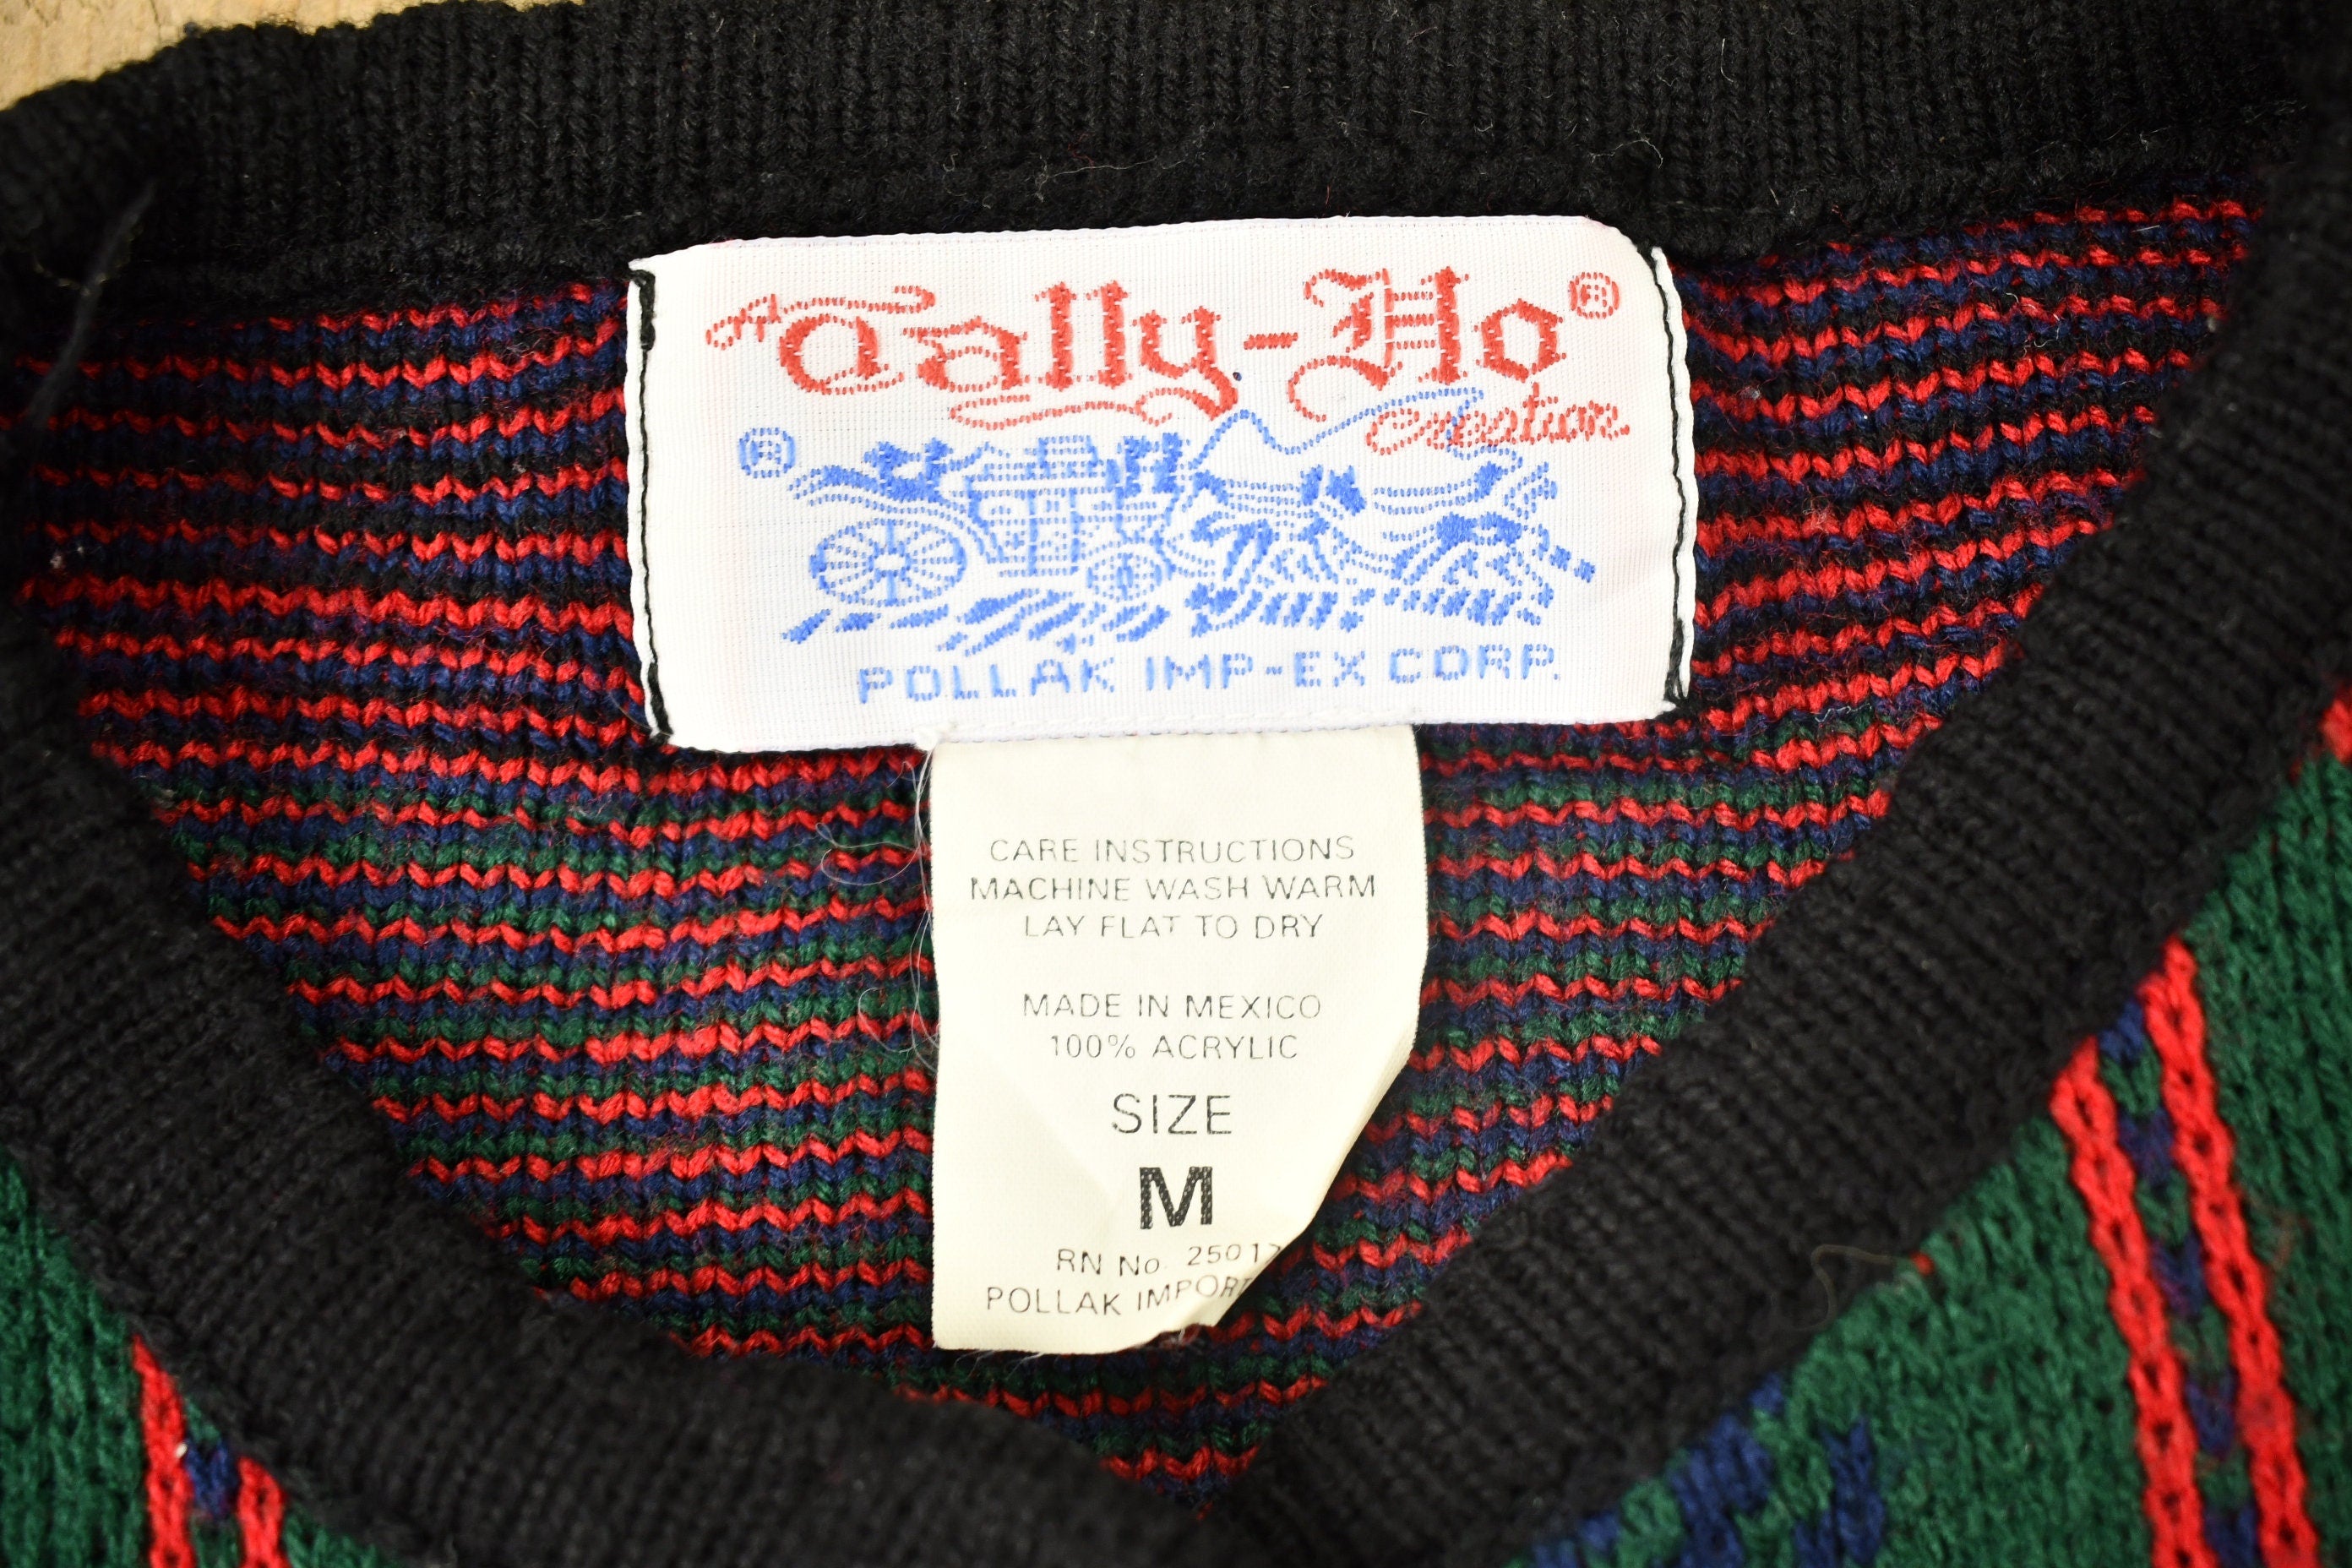 A Tally-Ho®
Creation
®
POLLAK IMP-EX CORP.
CARE INSTRUCTIONS
MACHINE WASH WARM
LAY FLAT TO DRY
MADE IN MEXICO
100% ACRYLIC
SIZE
M
RN No. 25017
POLLAK